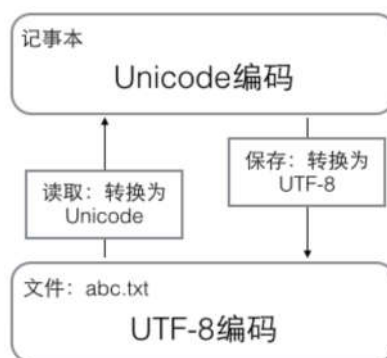 记事本
Unicode编码
读取：转换为
Unicode
保存：转换为
UTF-8
文件：abc.txt
UTF-8编码